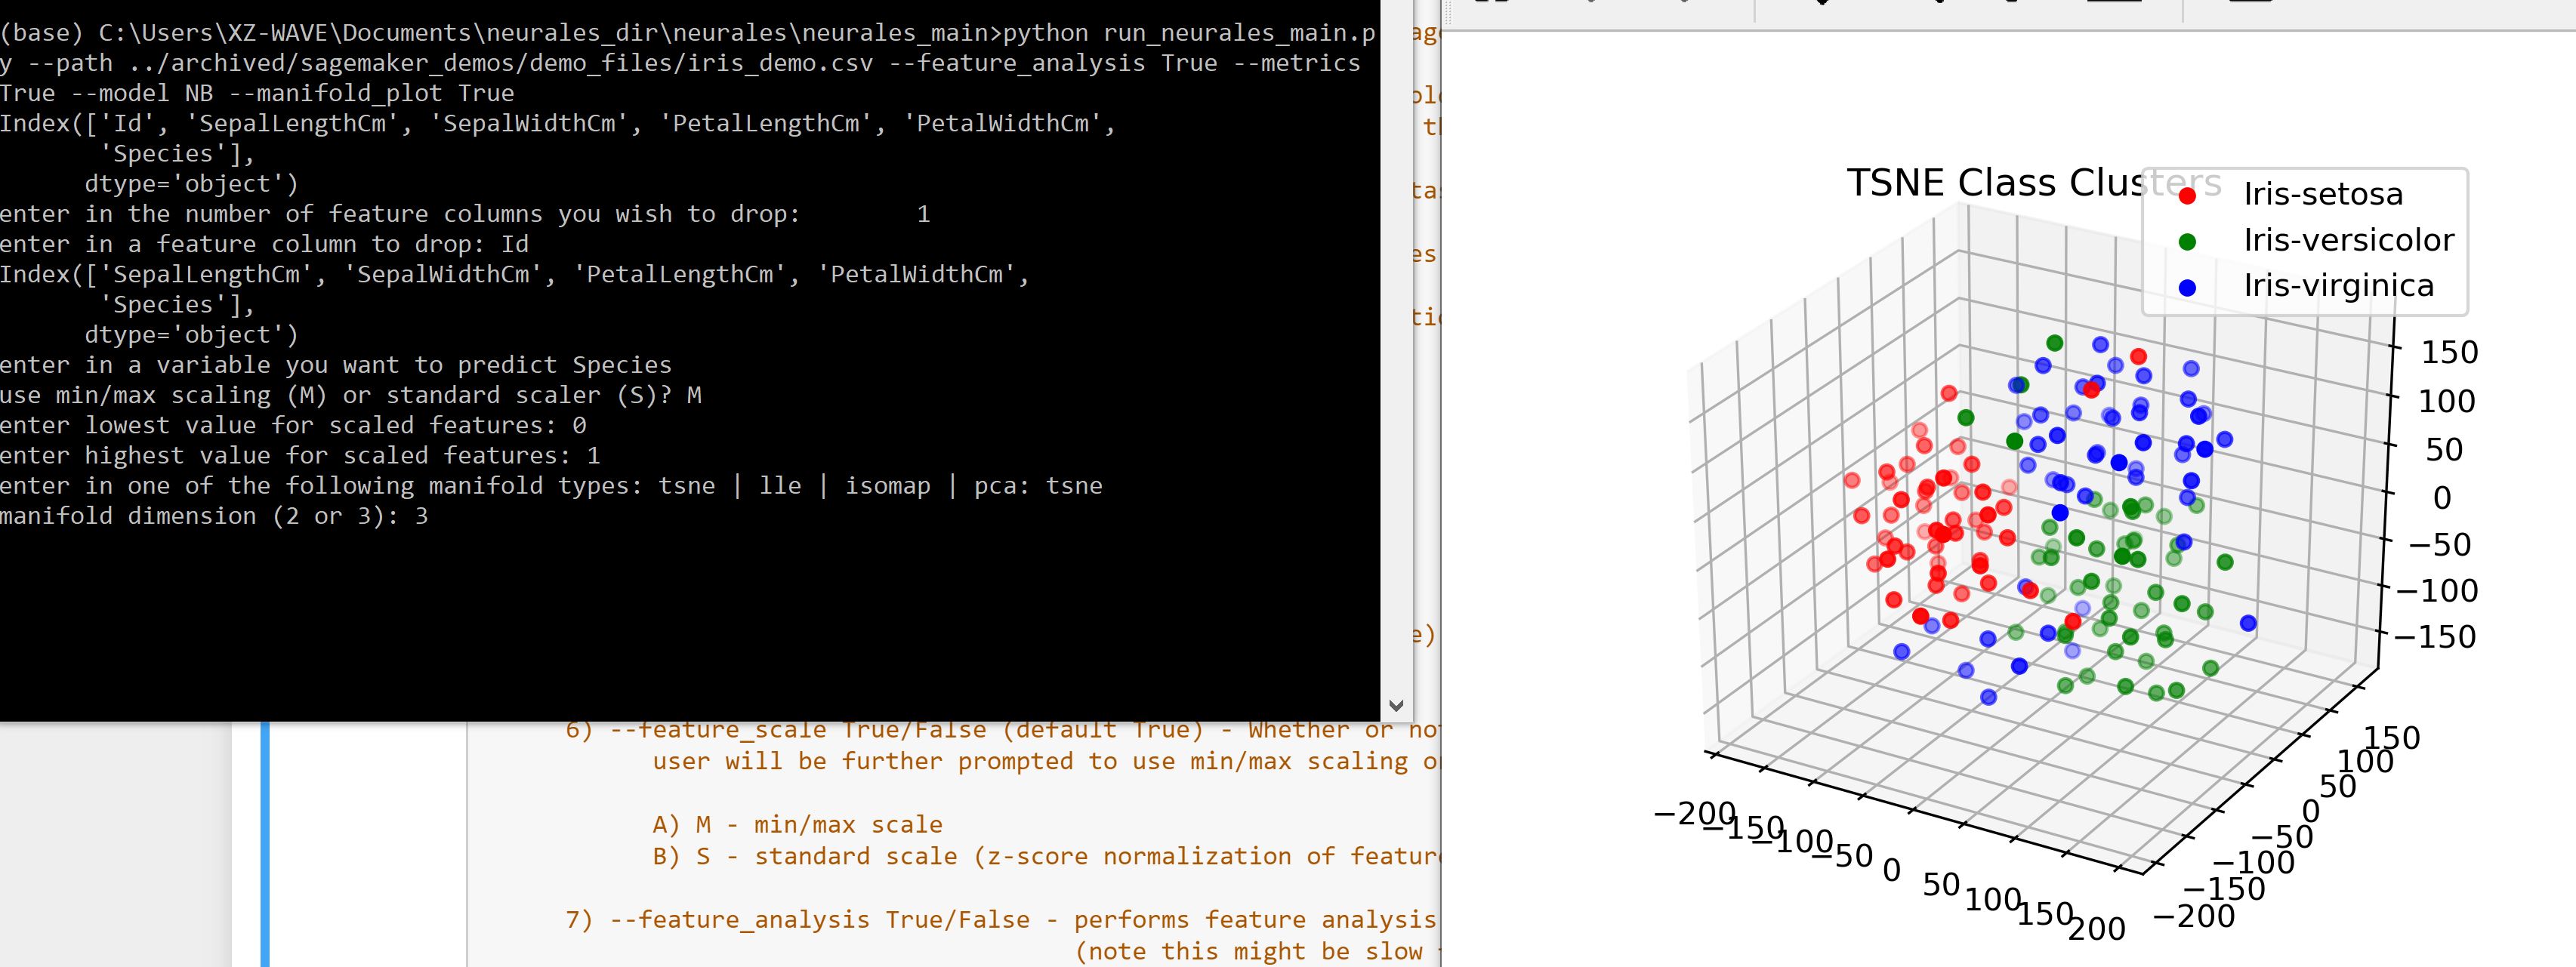 (base) C:\Users\XZ-WAVE\Documents\neurales_dir\neurales\neurales_main>python run_neurales_main.p
y --path ../archived/sagemaker_demos/demo_files/iris_demo.csv --feature_analysis True --metrics
True --model NB --manifold_plot True
Index(['Id', 'SepalLengthCm', 'SepalWidthCm', 'PetalLengthCm', 'PetalWidthCm',
'Species'],
dtype='object')
enter in the number of feature columns you wish to drop: 1
enter in a feature column to drop: Id
Index(['SepalLengthCm', 'SepalWidthCm', 'PetalLengthCm', 'PetalWidthCm',
'Species'],
dtype='object')
enter in a variable you want to predict Species
use min/max scaling (M) or standard scaler (S)? M
enter lowest value for scaled features: 0
enter highest value for scaled features: 1
enter in one of the following manifold types: tsne | lle | isomap | pca: tsne
manifold dimension (2 or 3): 3
6) --feature_scale True/False (default True) - Whether or
user will be further prompted to use min/max scaling
A) M - min/max scale
B) S - standard scale (z-score normalization of
7) --feature_analysis True/False - performs feature analysis
(note this might be slow
TSNE Class Clusters
Iris-setosa
Iris-versicolor
Iris-virginica
150
100
50
0
−50
−100
−150
−200
−150
−100
−50
0
50
100
150
200
150
100
50
0
−50
−100
−150
−200